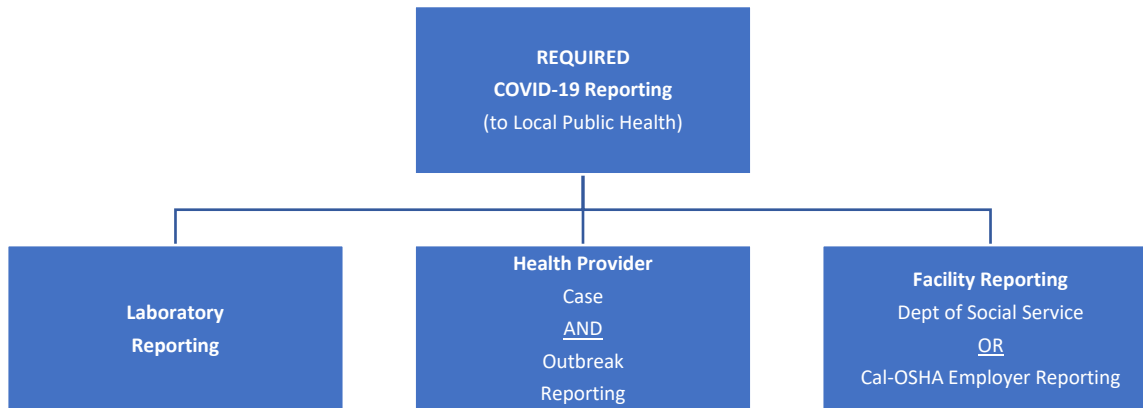 REQUIRED
COVID-19 Reporting
(to Local Public Health)
Laboratory
Reporting
Health Provider
Case
AND
Outbreak
Reporting
Facility Reporting
Dept of Social Service
OR
Cal-OSHA Employer Reporting